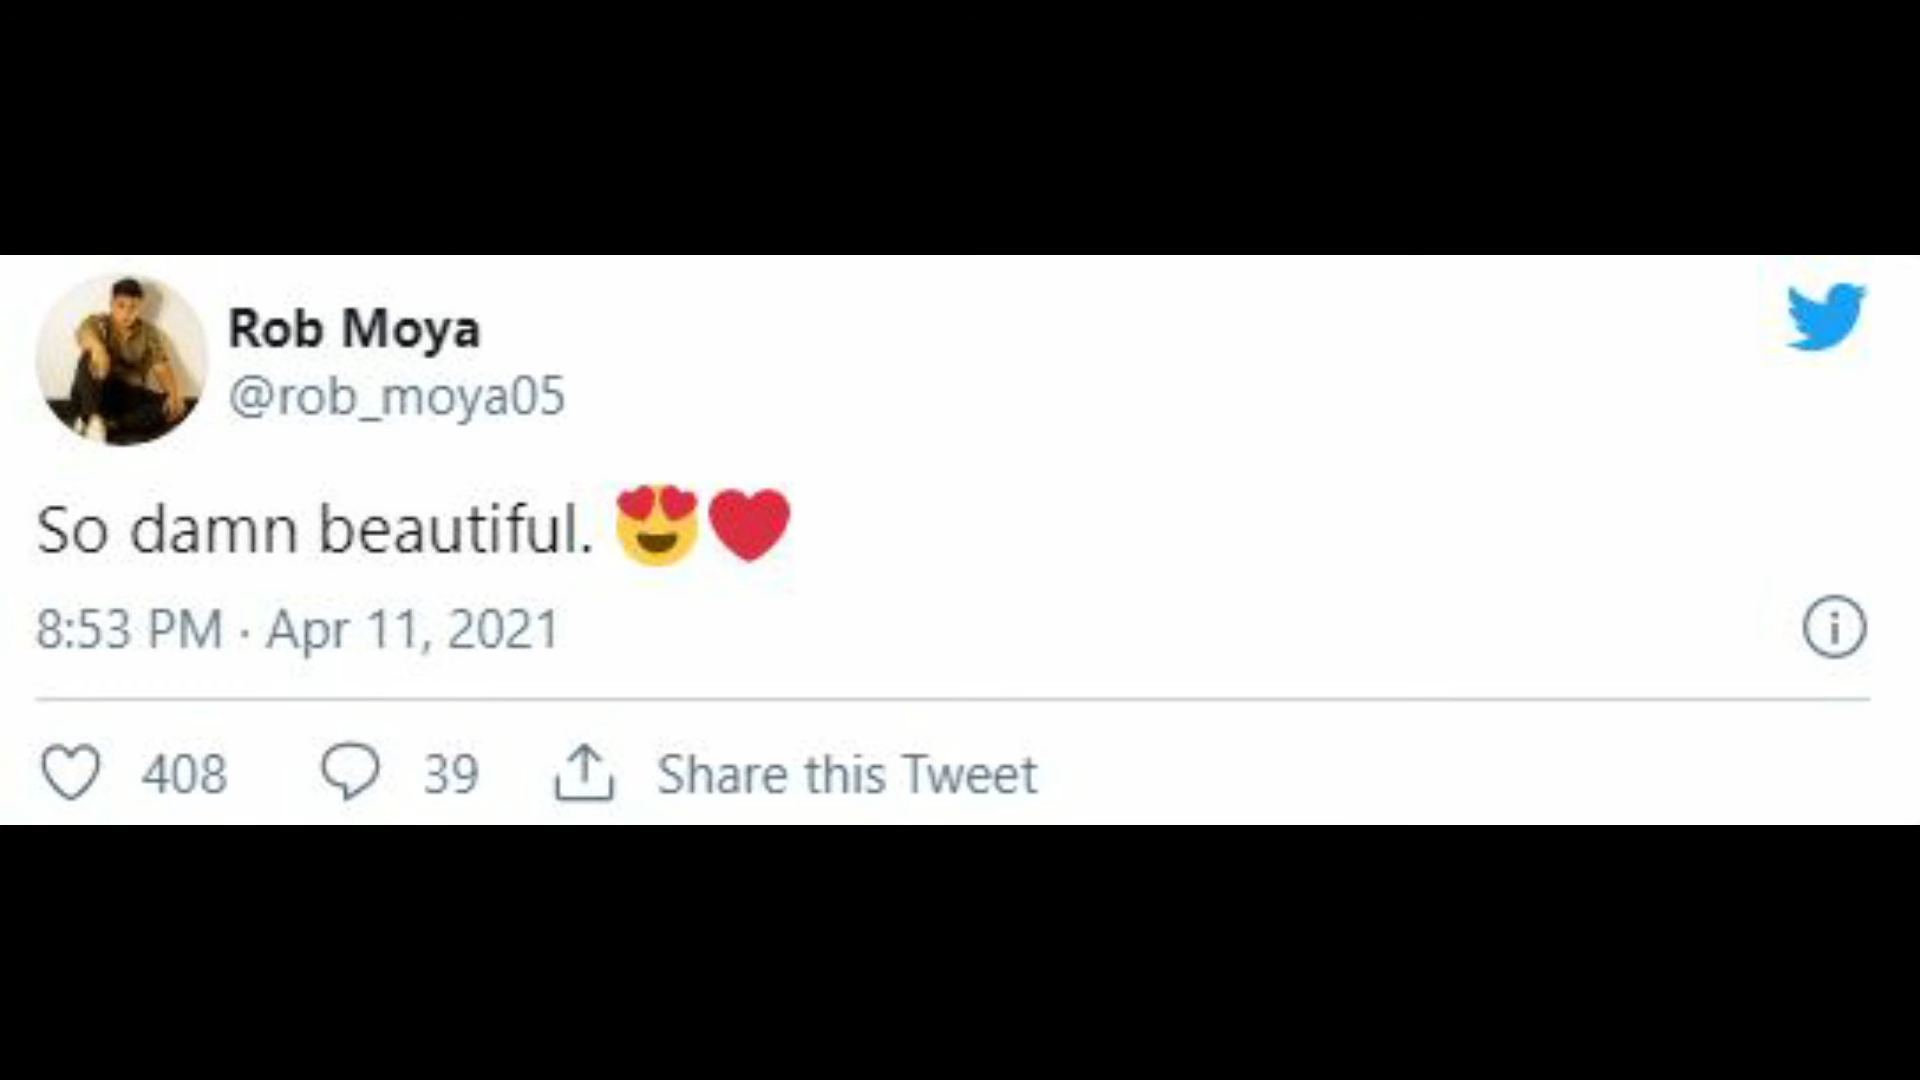 Rob Moya
@rob_moya05
So damn beautiful. 😍❤️
8:53 PM · Apr 11, 2021
408 39 Share this Tweet